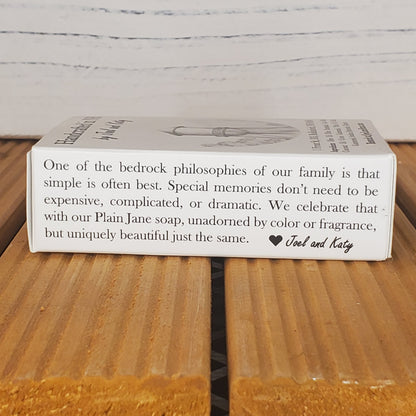 One of the bedrock philosophies of our family is that
simple is often best. Special memories don't need to be
expensive, complicated, or dramatic. We celebrate that
with our Plain Jane soap, unadorned by color or fragrance,
but uniquely beautiful just the same. ♥ Joel and Katy